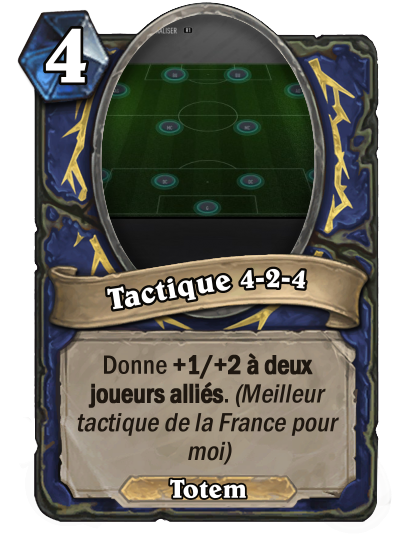 4
Tactique 4-2-4
Donne +1/+2 à deux
joueurs alliés. (Meilleur
tactique de la France pour
moi)
Totem